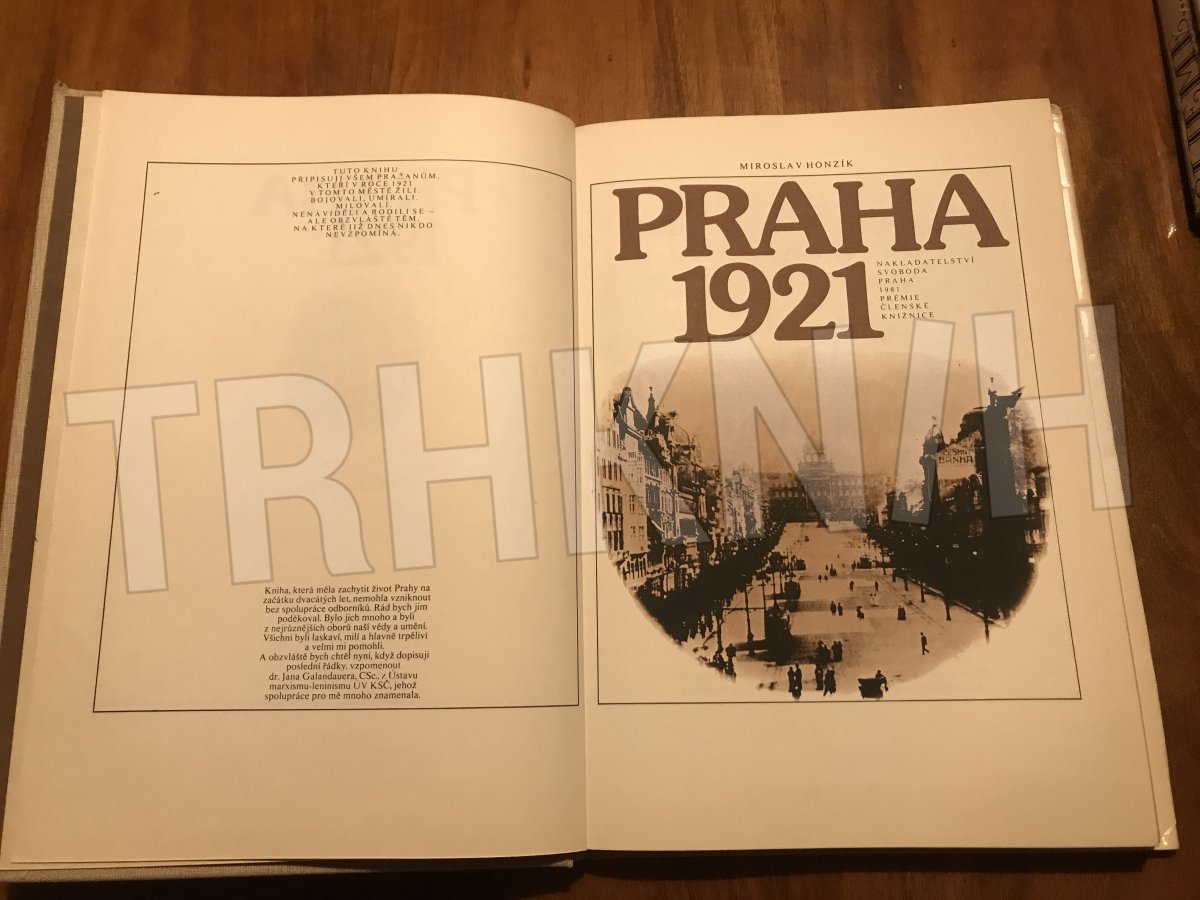 TUTO KNIHU
PŘIPISUJI VŠEM PRAŽANŮM,
KTEŘÍ V ROCE 1921
V TOMTO MĚSTĚ ŽILI,
BOJOVALI, UMÍRALI,
MILOVALI,
NENÁVIDĚLI A RODILI SE —
ALE OBZVLÁŠTĚ TĚM,
NA KTERÉ JIŽ DNES NIKDO
NEVZPOMÍNÁ.
Kniha, která měla zachytit život Prahy na
začátku dvacátých let, nemohla vzniknout
bez spolupráce odborníků. Rád bych jim
poděkoval. Bylo jich mnoho a byli
z nejrůznějších oborů naší vědy a umění.
Všichni byli laskaví, milí a hlavně trpěliví
a velmi mi pomohli.
A obzvláště bych chtěl nyní, když dopisuji
poslední řádky, vzpomenout
dr. Jana Galandauera, CSc., z Ústavu
marxismu-leninismu ÚV KSČ, jehož
spolupráce pro mě mnoho znamenala.
MIROSLAV HONZÍK
PRAHA
1921
NAKLADATELSTVÍ
SVOBODA
PRAHA
1981
PRÉMIE
ČLENSKÉ
KNIŽNICE
ČESKÁ
BANKA
TRHKNIH